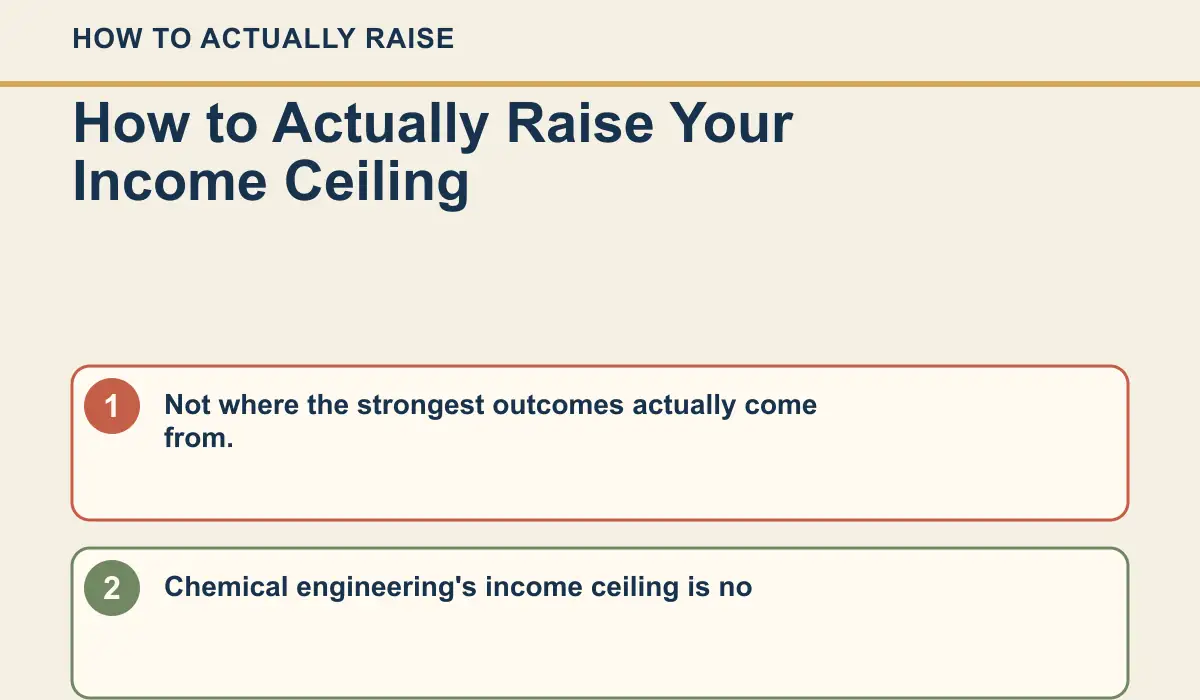 HOW TO ACTUALLY RAISE
How to Actually Raise Your
Income Ceiling
1
Not where the strongest outcomes actually come
from.
2
Chemical engineering's income ceiling is no